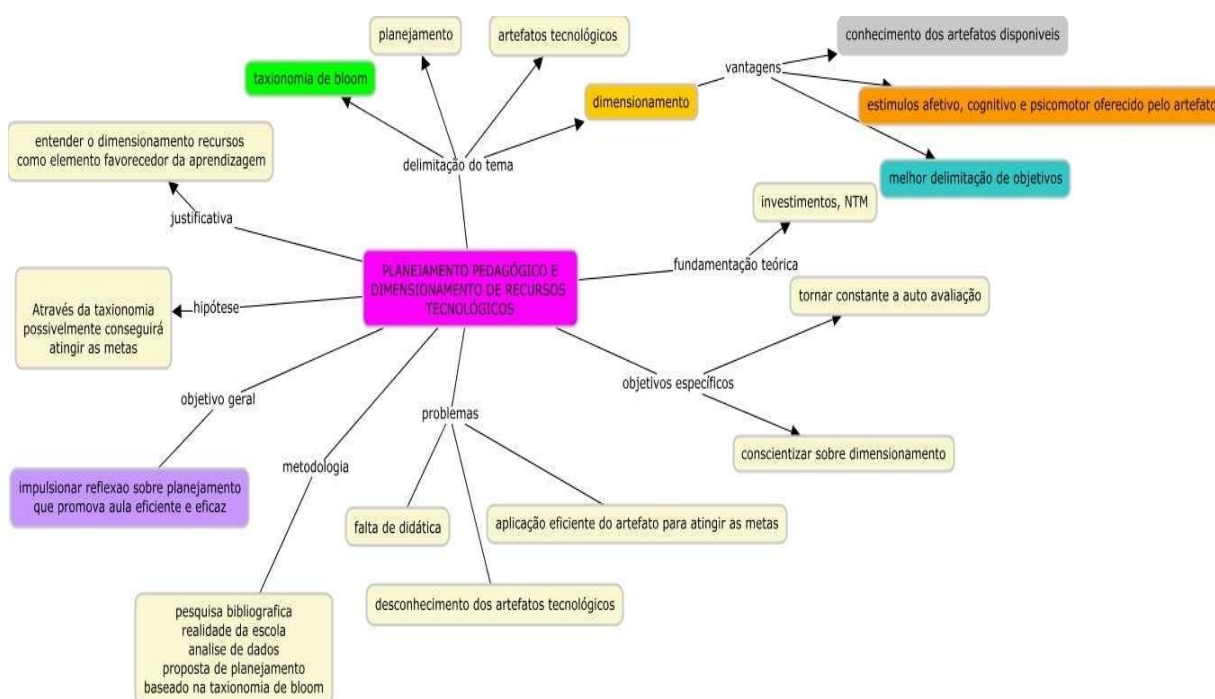 planejamento
artefatos tecnológicos
conhecimento dos artefatos disponiveis
taxionomia de bloom
vantagens
dimensionamento
estimulos afetivo, cognitivo e psicomotor oferecido pelo artefato
entender o dimensionamento recursos
como elemento favorecedor da aprendizagem
delimitação do tema
melhor delimitação de objetivos
justificativa
investimentos, NTM
PLANEJAMENTO PEDAGÓGICO E
DIMENSIONAMENTO DE RECURSOS
TECNOLÓGICOS
fundamentação teórica
hipótese
Através da taxionomia
possivelmente conseguirá
atingir as metas
tornar constante a auto avaliação
objetivos específicos
objetivo geral
problemas
conscientizar sobre dimensionamento
metodologia
impulsionar reflexao sobre planejamento
que promova aula eficiente e eficaz
falta de didática
aplicação eficiente do artefato para atingir as metas
desconhecimento dos artefatos tecnológicos
pesquisa bibliografica
realidade da escola
analise de dados
proposta de planejamento
baseado na taxionomia de bloom